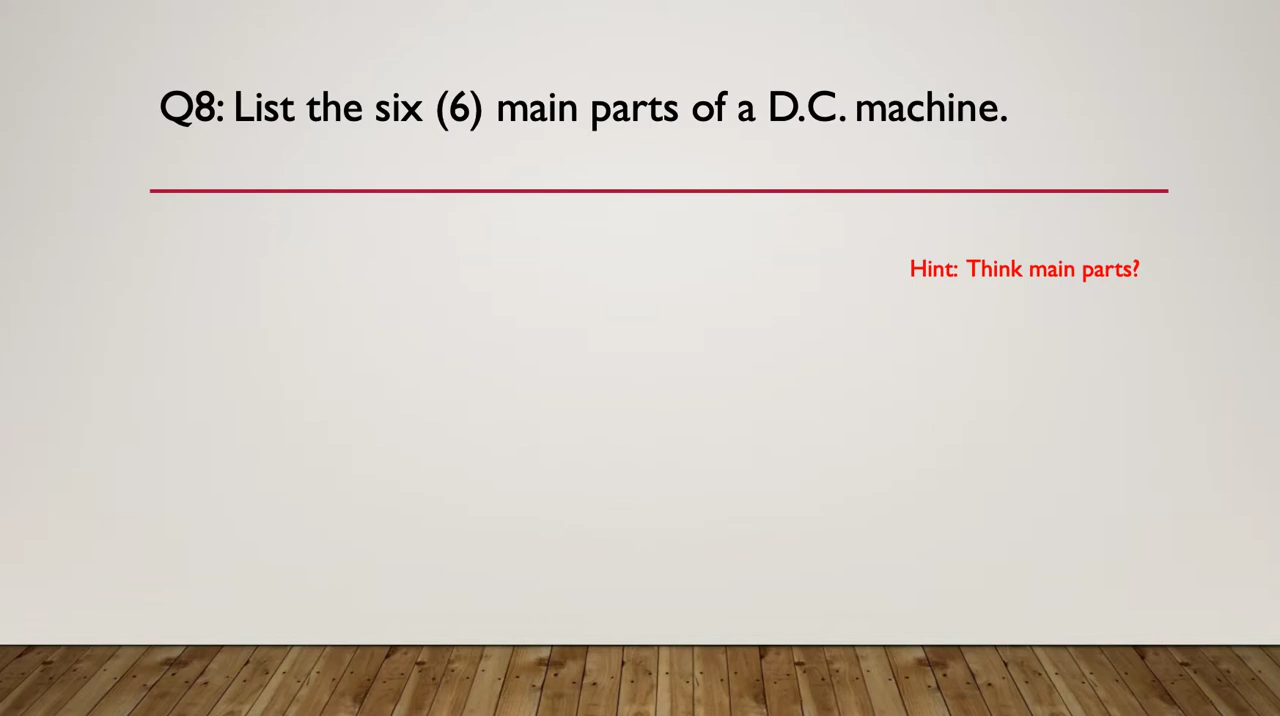 Q8: List the six (6) main parts of a D.C. machine.
Hint: Think main parts?